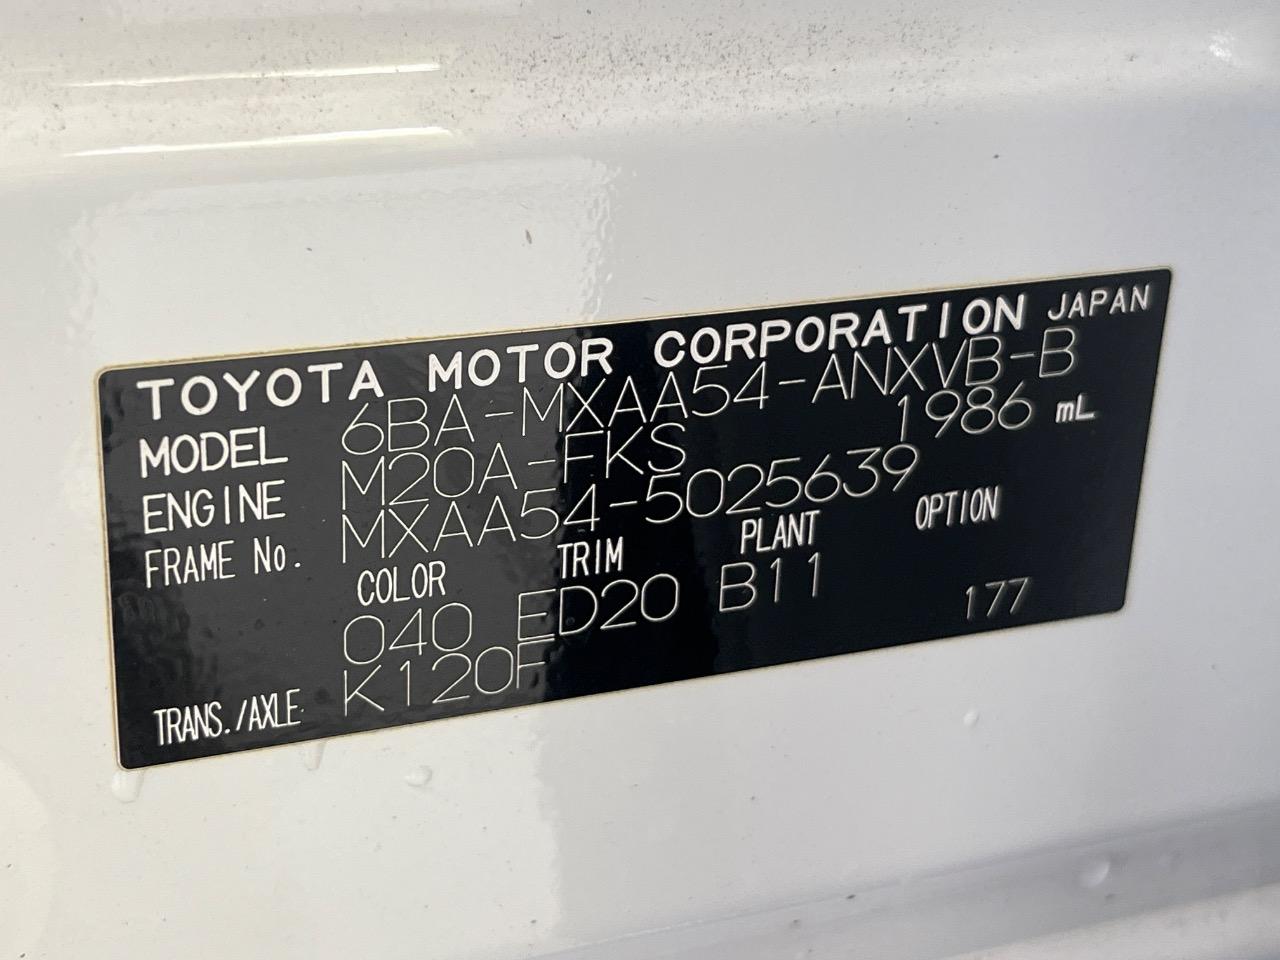 TOYOTA MOTOR CORPORATION JAPAN
MODEL 6BA-MXAA54-ANXVB-B
ENGINE M20A-FKS 1986 mL
FRAME No. MXAA54-5025639
COLOR TRIM PLANT OPTION
040 ED20 B11 177
TRANS./AXLE K120F